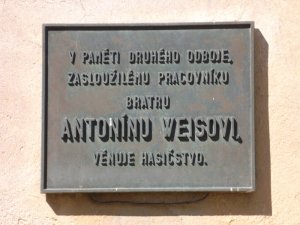 V PAMĚTI DRUHÉHO ODBOJE,
ZASLOUŽILÉMU PRACOVNÍKU
BRATRU
ANTONÍNU VEISOVI,
VĚNUJE HASIČSTVO.